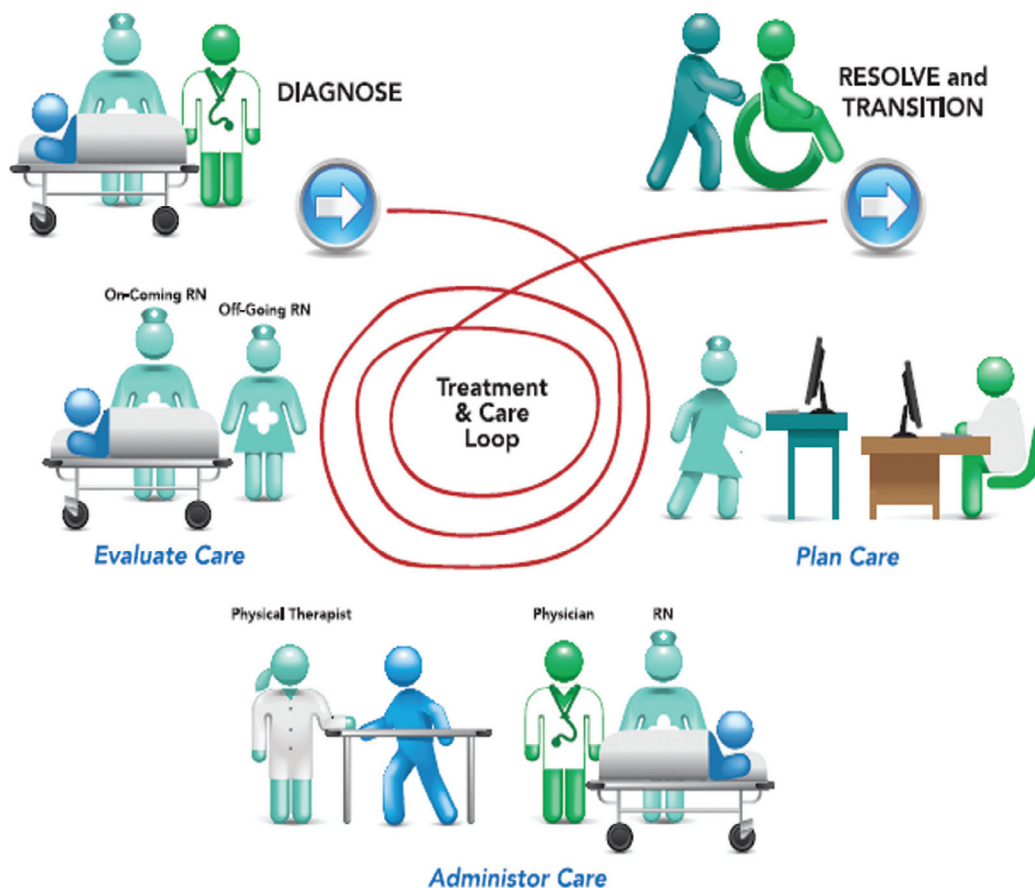 DIAGNOSE
RESOLVE and
TRANSITION
On-Coming RN
Off-Going RN
Treatment
& Care
Loop
Evaluate Care
Plan Care
Physical Therapist
Physician
RN
Administor Care